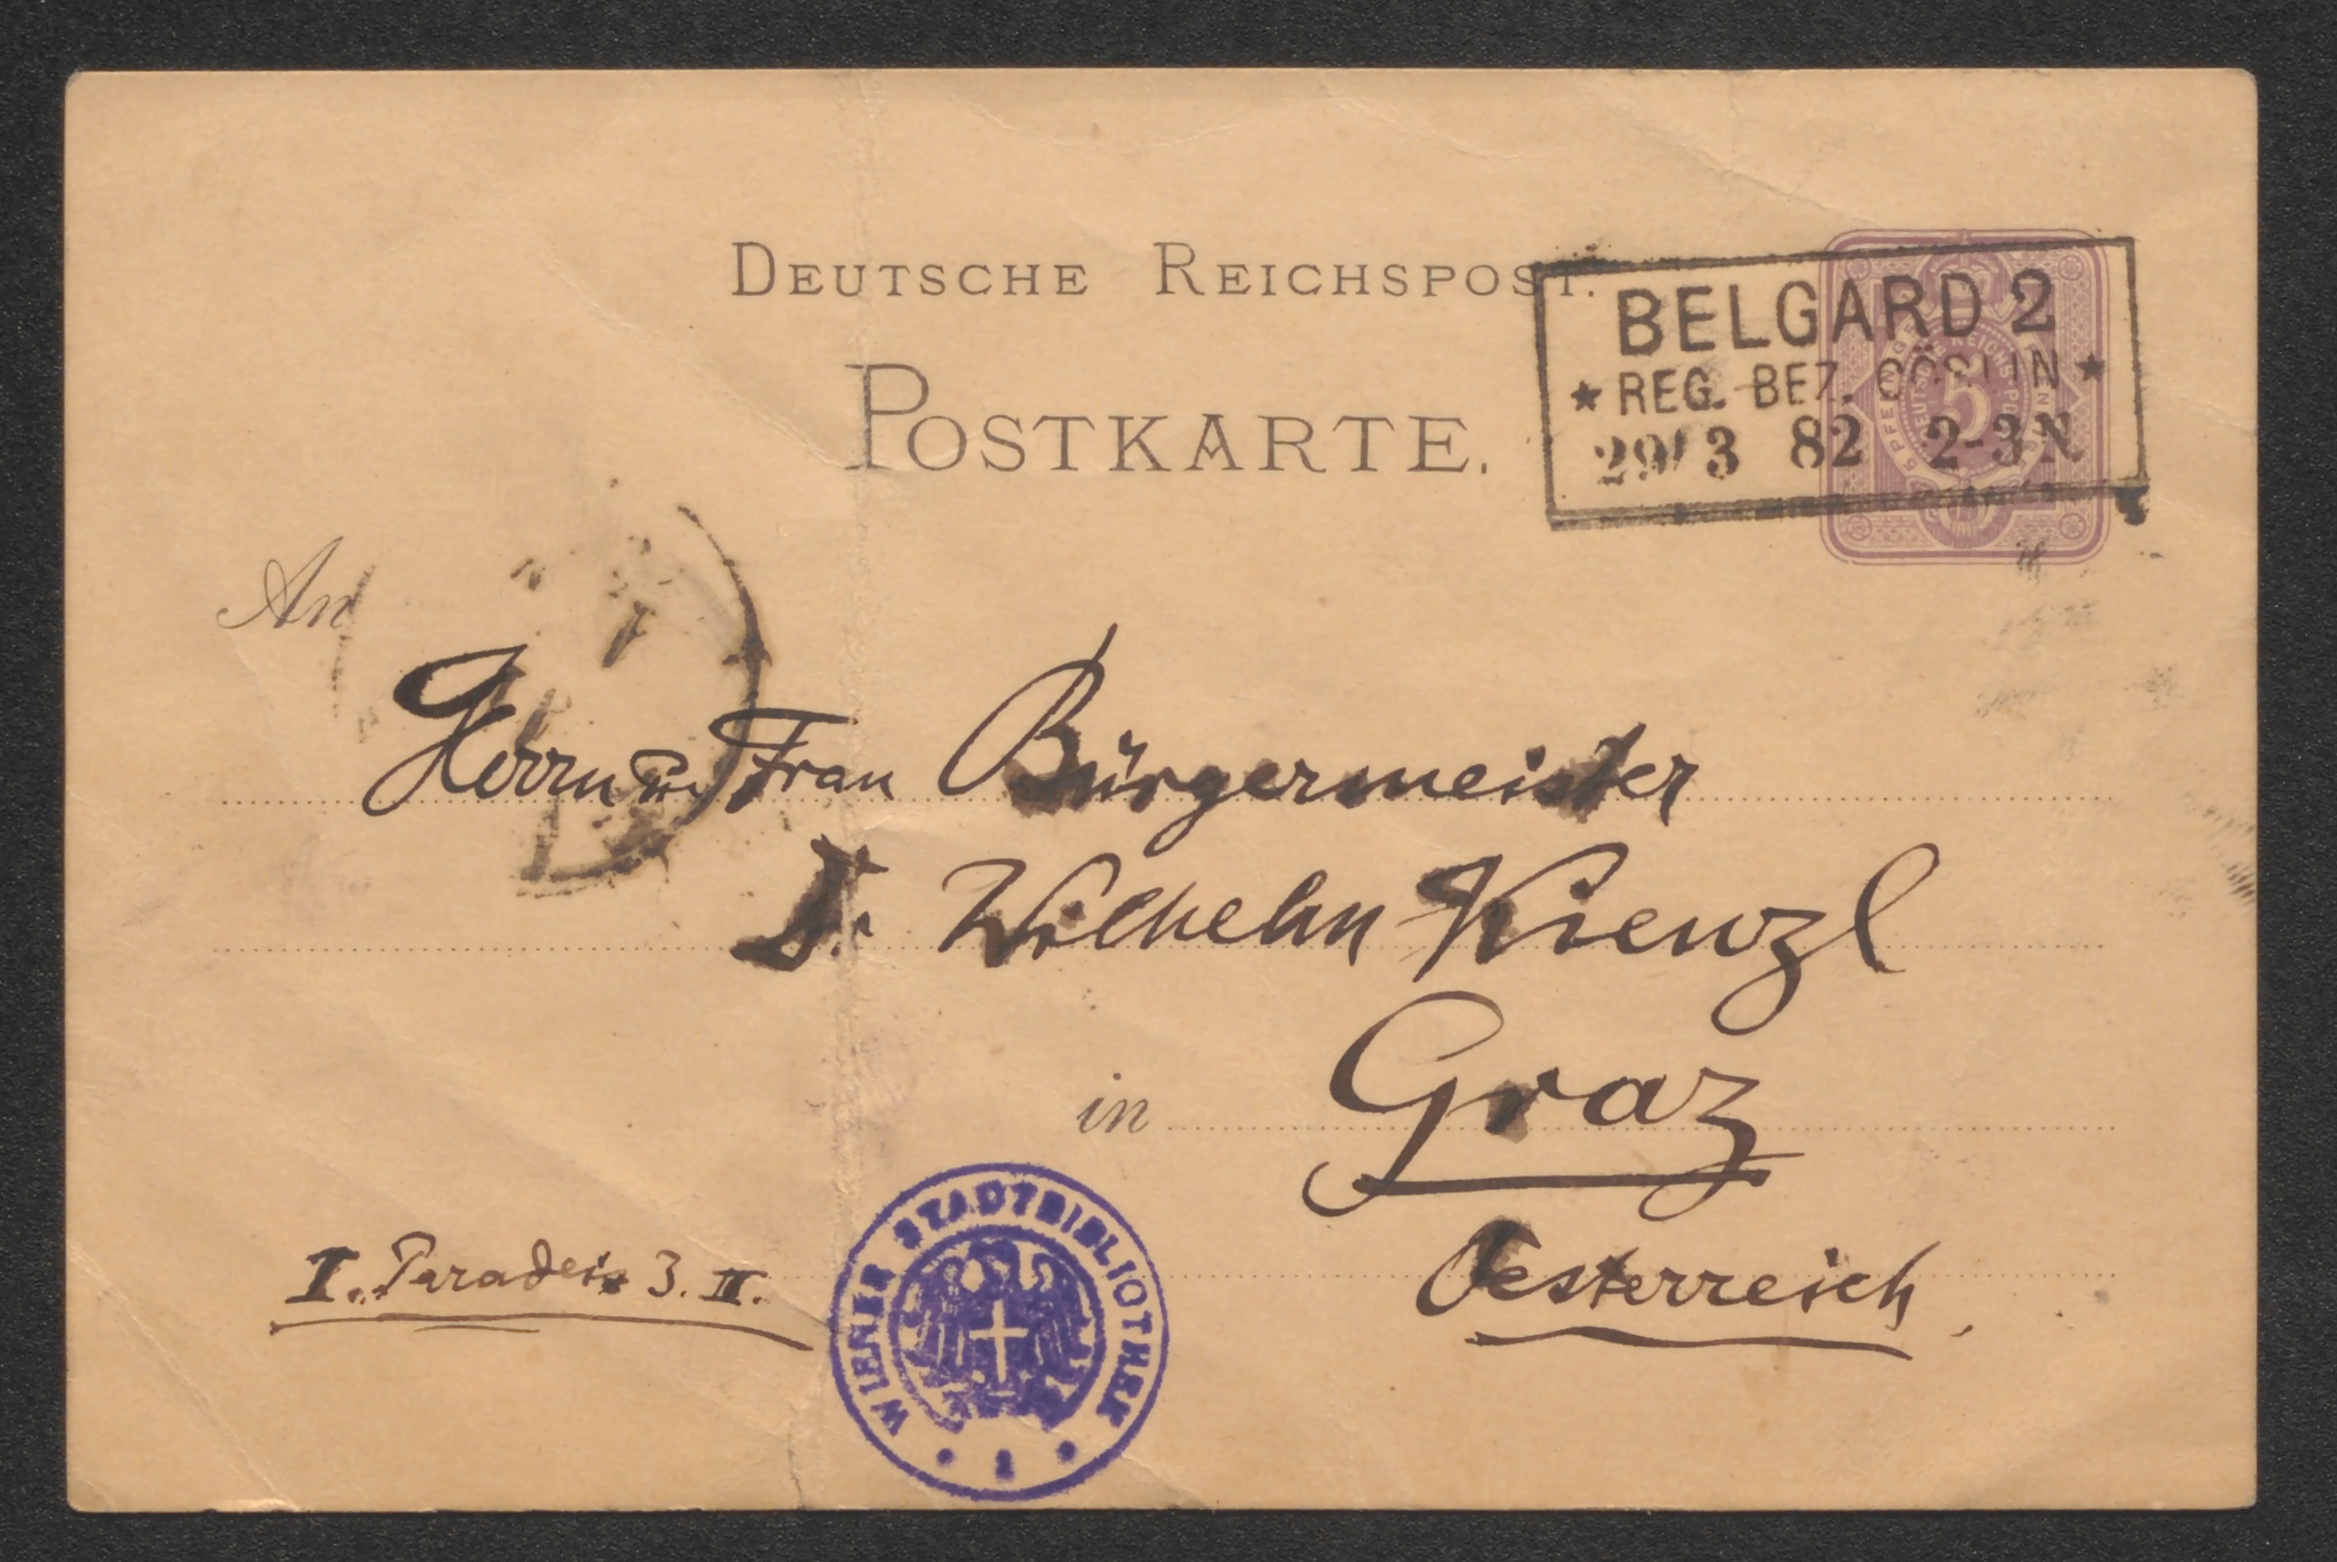 DEUTSCHE REICHSPOST.
POSTKARTE.
BELGARD 2
* REG. BEZ. CÖSLIN *
29/3 82 2-3N
5
An
Herrn u. Frau Bürgermeister
Dr. Wilhelm Kienzl
in Graz
Oesterreich.
I. Paradeis 3. II.
WIENER STADTBIBLIOTHEK